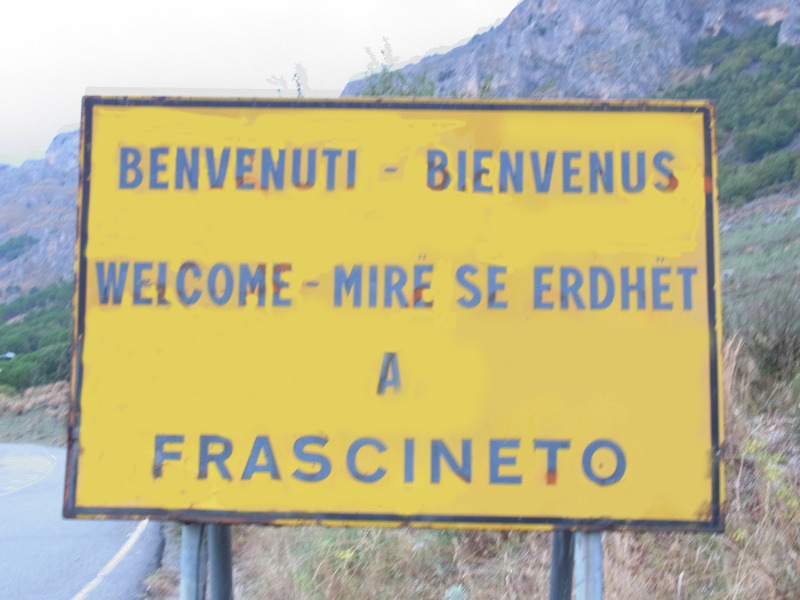 BENVENUTI - BIENVENUS
WELCOME - MIRË SE ERDHËT
A
FRASCINETO